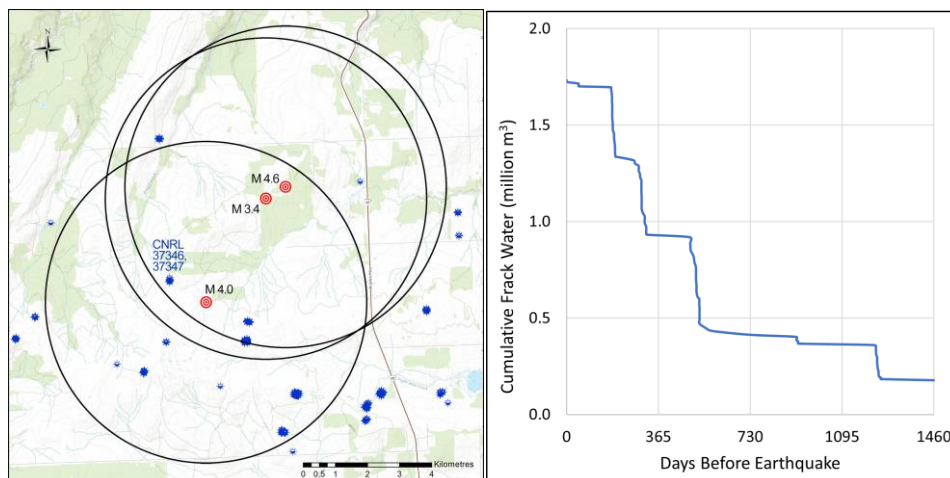 N
M 4.6
M 3.4
CNRL
37346,
37347
M 4.0
0 0.5 1 2 3 4
Kilometres
Cumulative Frack Water (million m³)
2.0
1.5
1.0
0.5
0.0
0 365 730 1095 1460
Days Before Earthquake